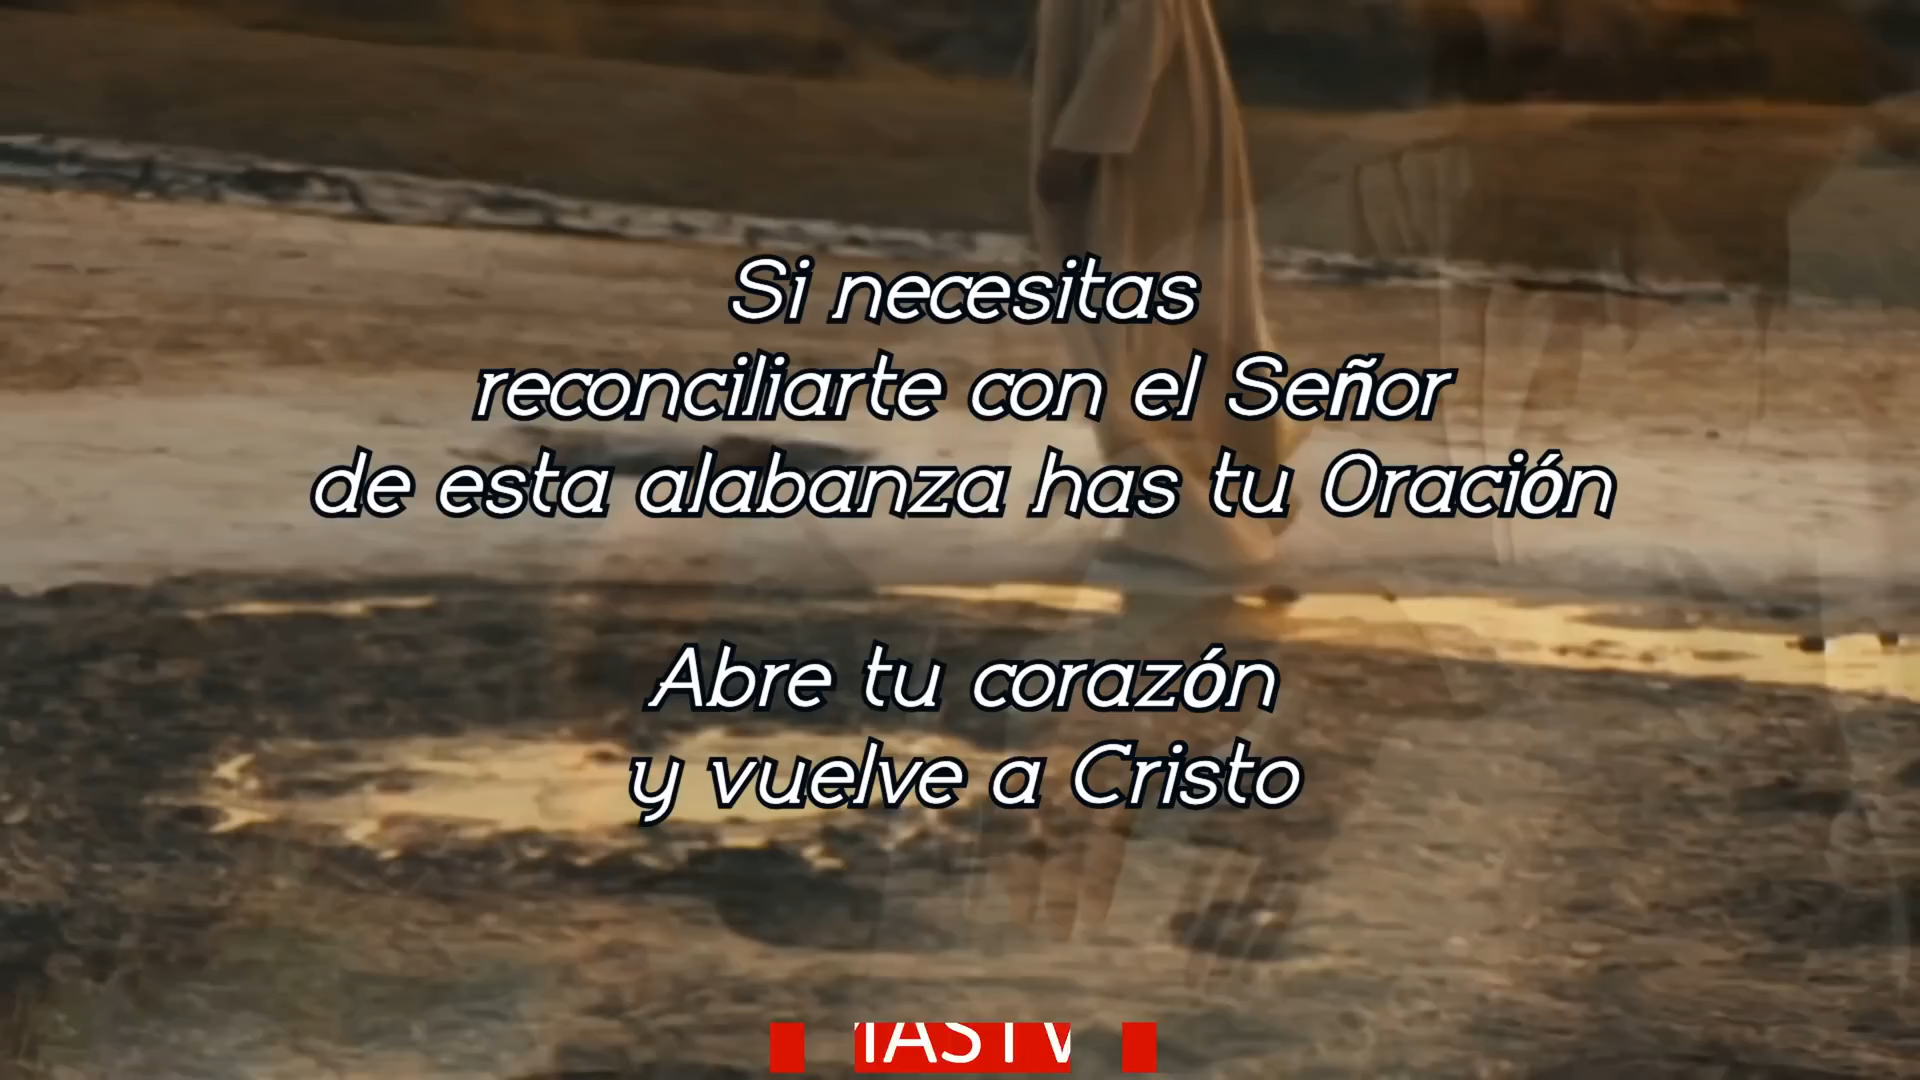 Si necesitas
reconciliarte con el Señor
de esta alabanza has tu Oración
Abre tu corazón
y vuelve a Cristo